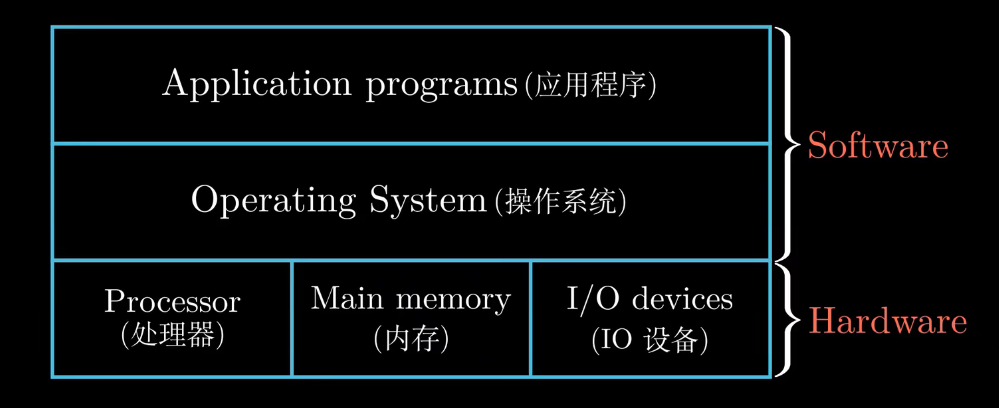 Application programs(应用程序)
Software
Operating System(操作系统)
Processor
(处理器)
Main memory
(内存)
I/O devices
(IO 设备)
Hardware